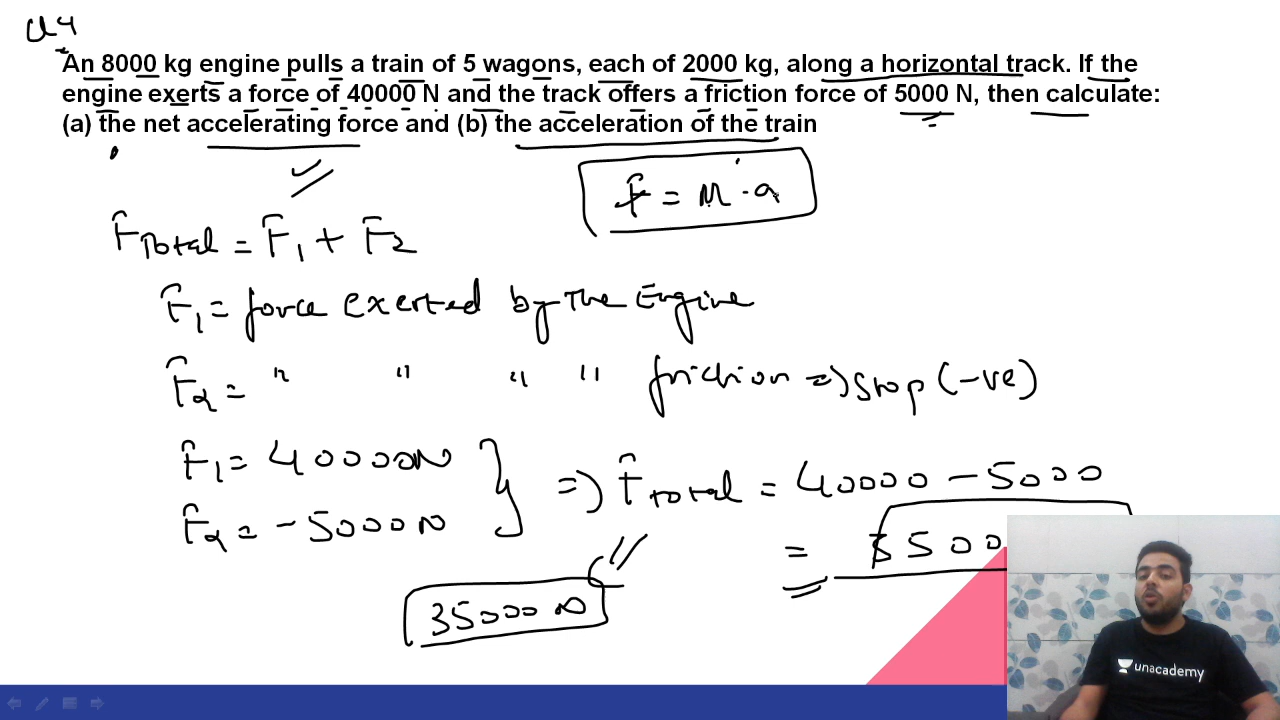 Q4
An 8000 kg engine pulls a train of 5 wagons, each of 2000 kg, along a horizontal track. If the
engine exerts a force of 40000 N and the track offers a friction force of 5000 N, then calculate:
(a) the net accelerating force and (b) the acceleration of the train
F = M · a
F Total = F1 + F2
F1 = force exerted by The Engine
F2 = " " " " friction => Stop (-ve)
F1 = 40000N
F2 = -5000N
=> F total = 40000 - 5000
= 3500
35000 N
unacademy